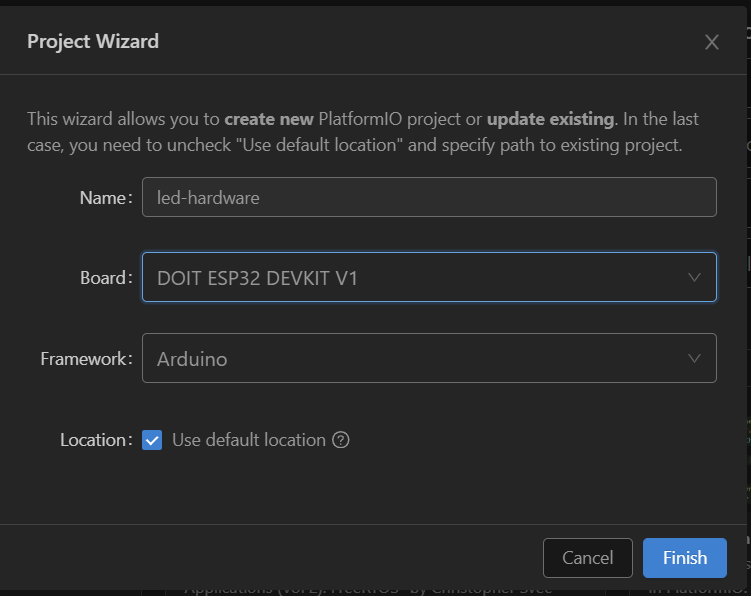 Project Wizard
This wizard allows you to create new PlatformIO project or update existing. In the last
case, you need to uncheck "Use default location" and specify path to existing project.
Name:
led-hardware
Board:
DOIT ESP32 DEVKIT V1
Framework:
Arduino
Location:
Use default location
Cancel
Finish